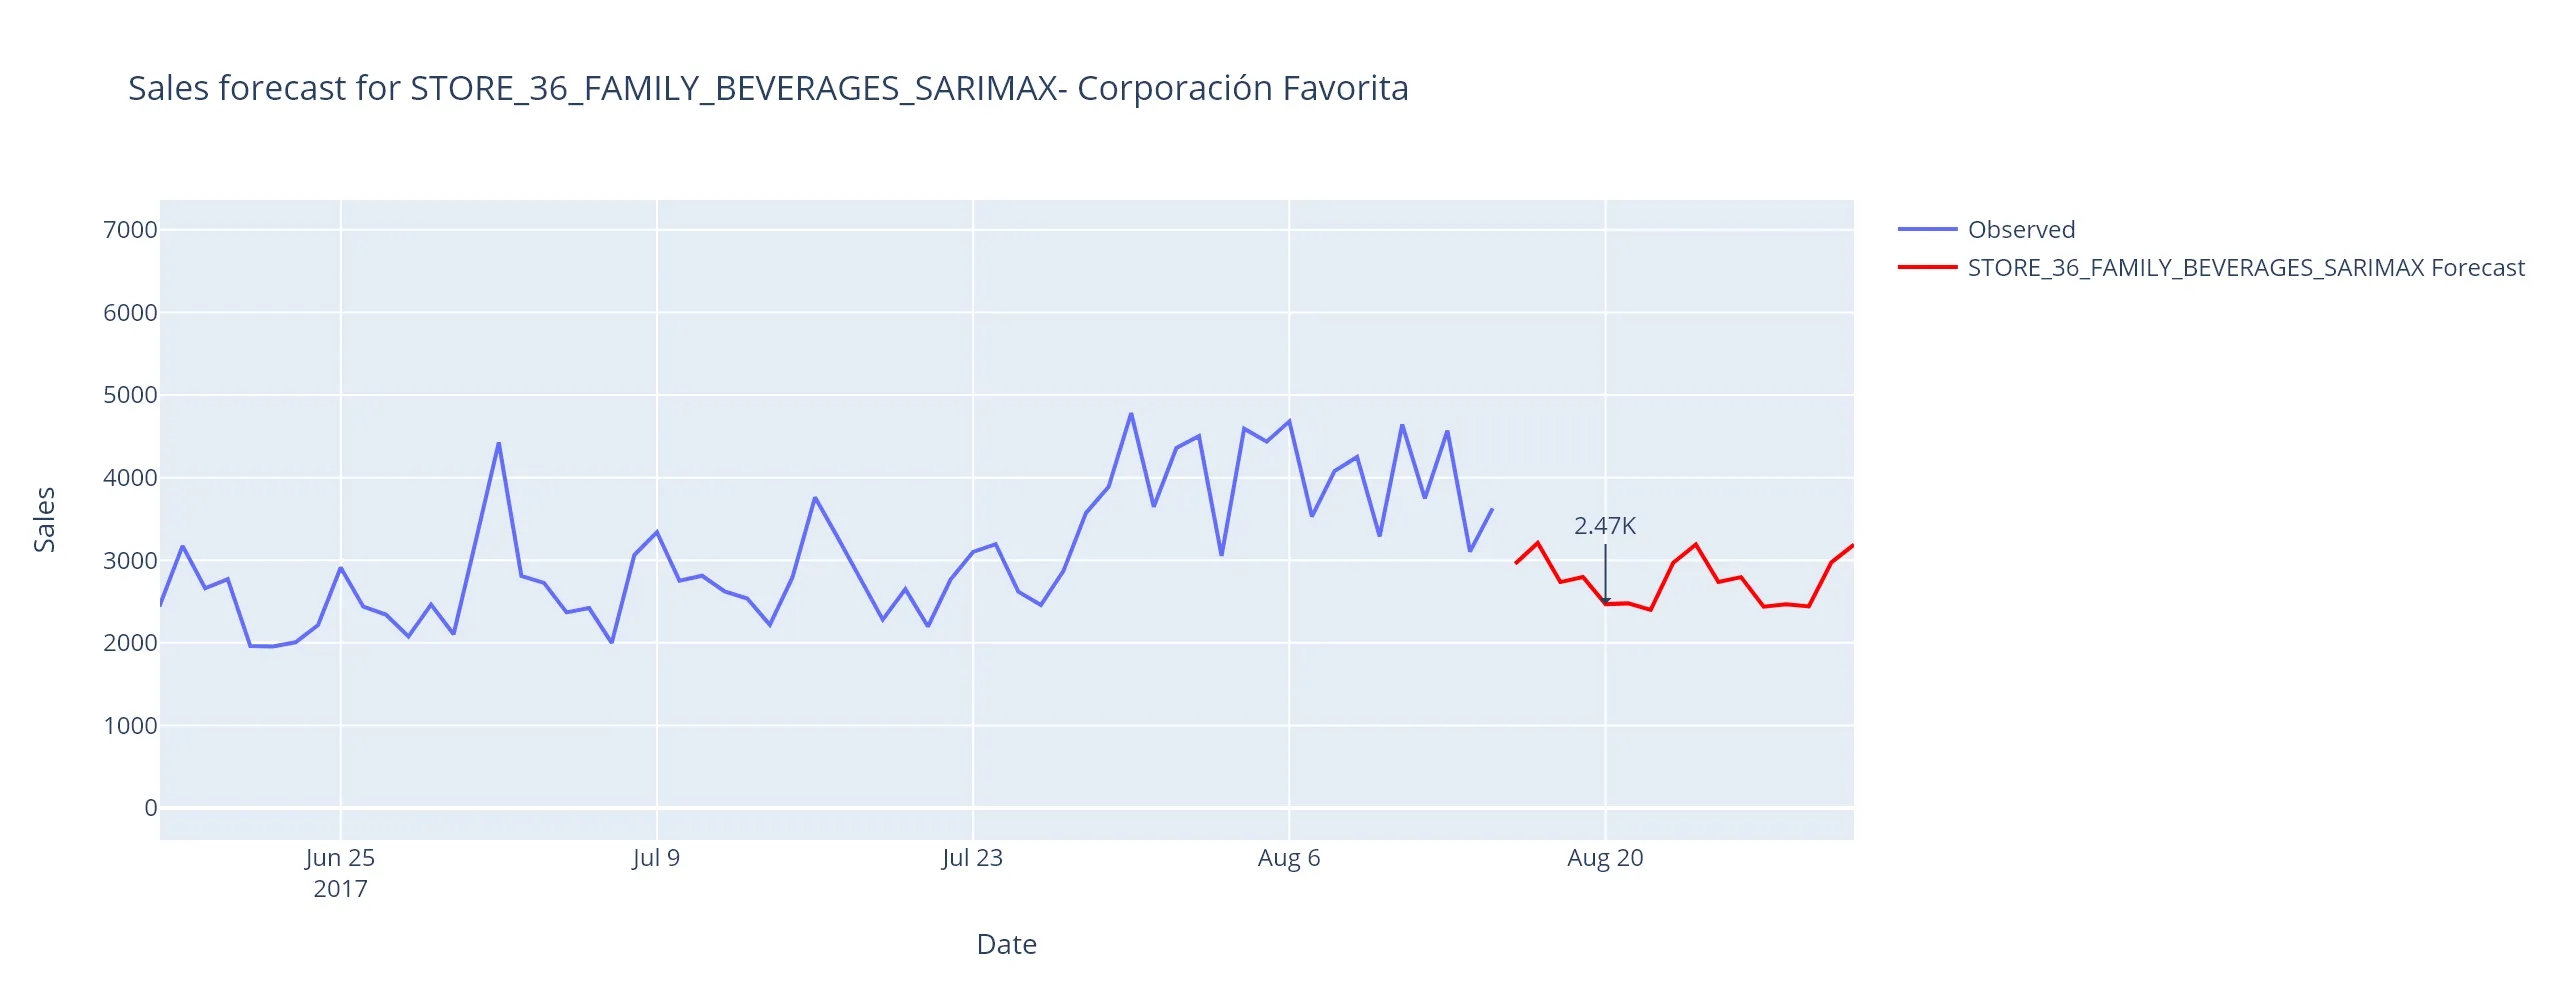 Sales forecast for STORE_36_FAMILY_BEVERAGES_SARIMAX- Corporación Favorita
Observed
STORE_36_FAMILY_BEVERAGES_SARIMAX Forecast
Sales
7000
6000
5000
4000
3000
2000
1000
0
2.47K
Jun 25
2017
Jul 9
Jul 23
Aug 6
Aug 20
Date